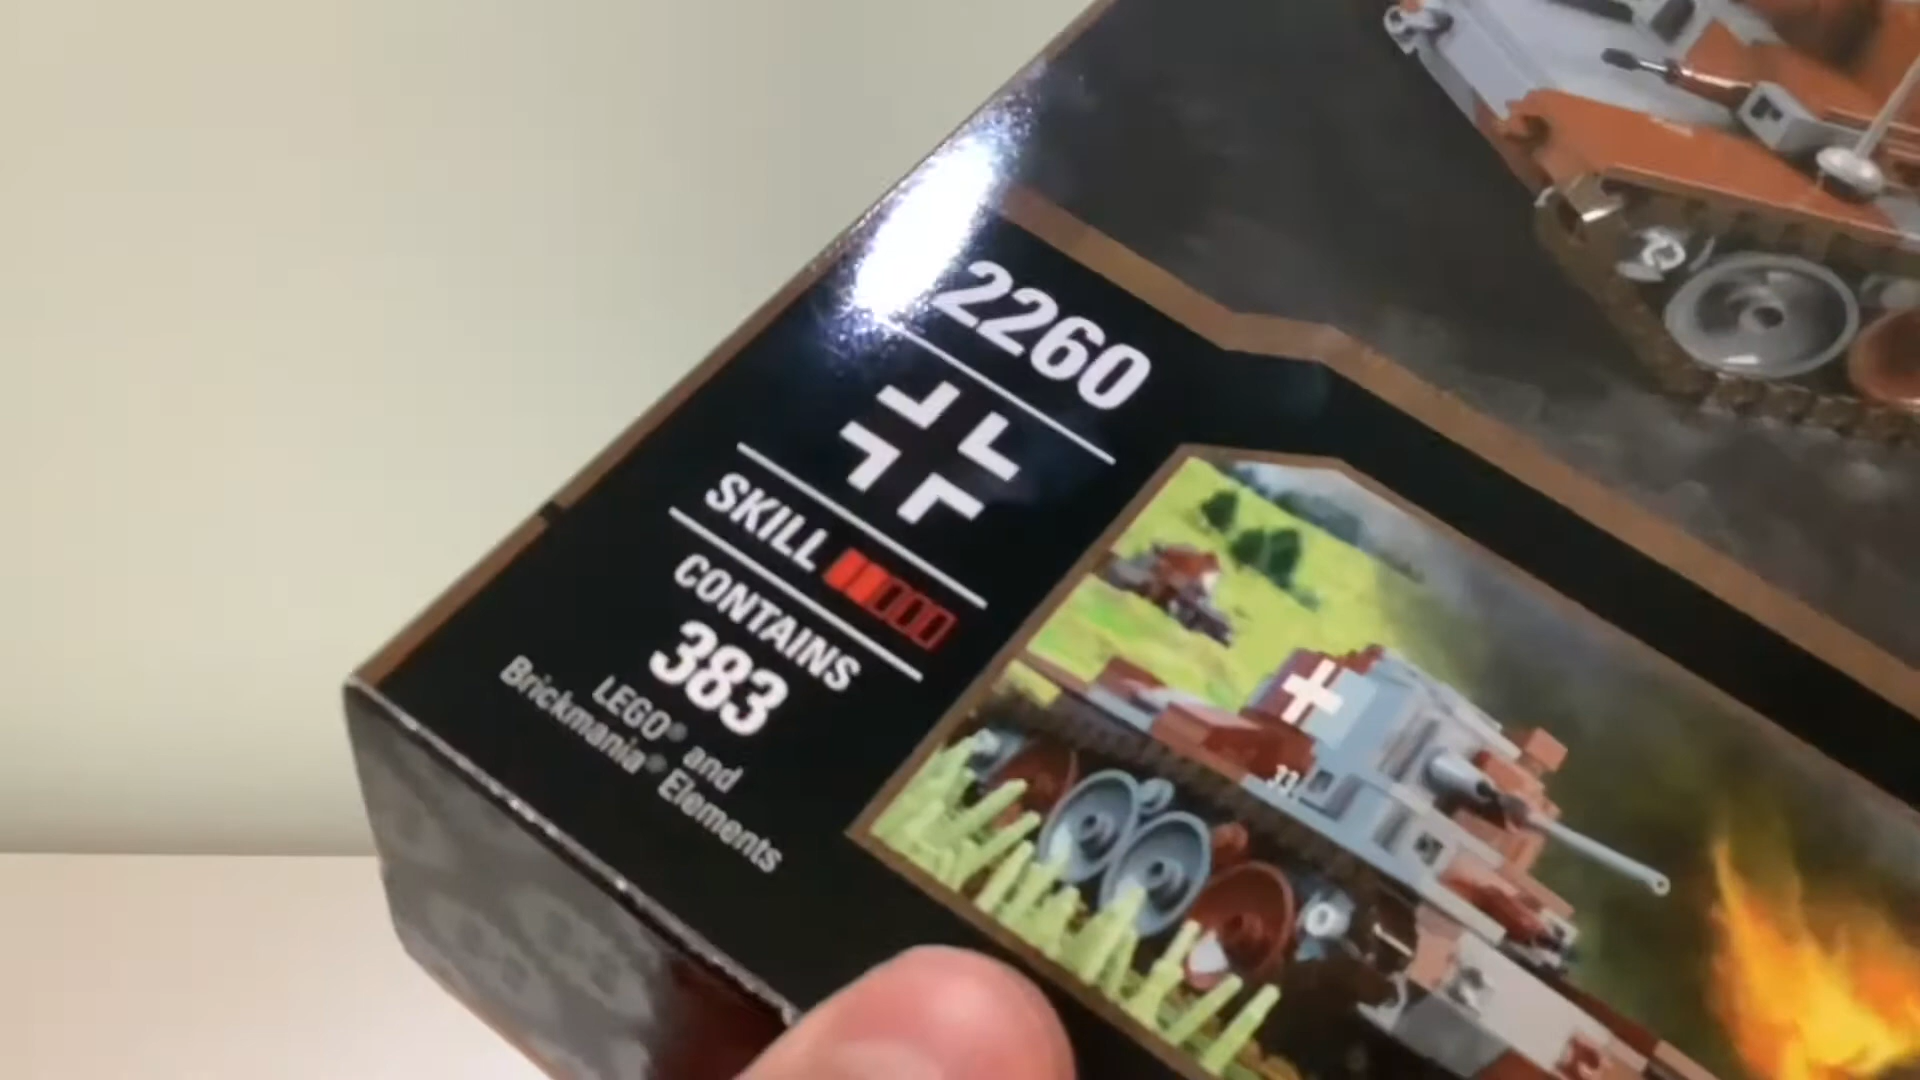 2260
SKILL
CONTAINS
383
LEGO® and
Brickmania® Elements